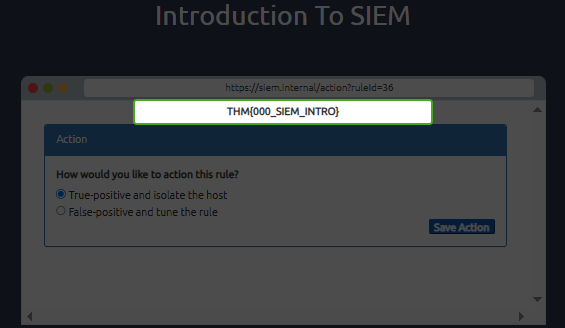 Introduction To SIEM
https://siem.internal/action?ruleId=36
THM{000_SIEM_INTRO}
Action
How would you like to action this rule?
True-positive and isolate the host
False-positive and tune the rule
Save Action